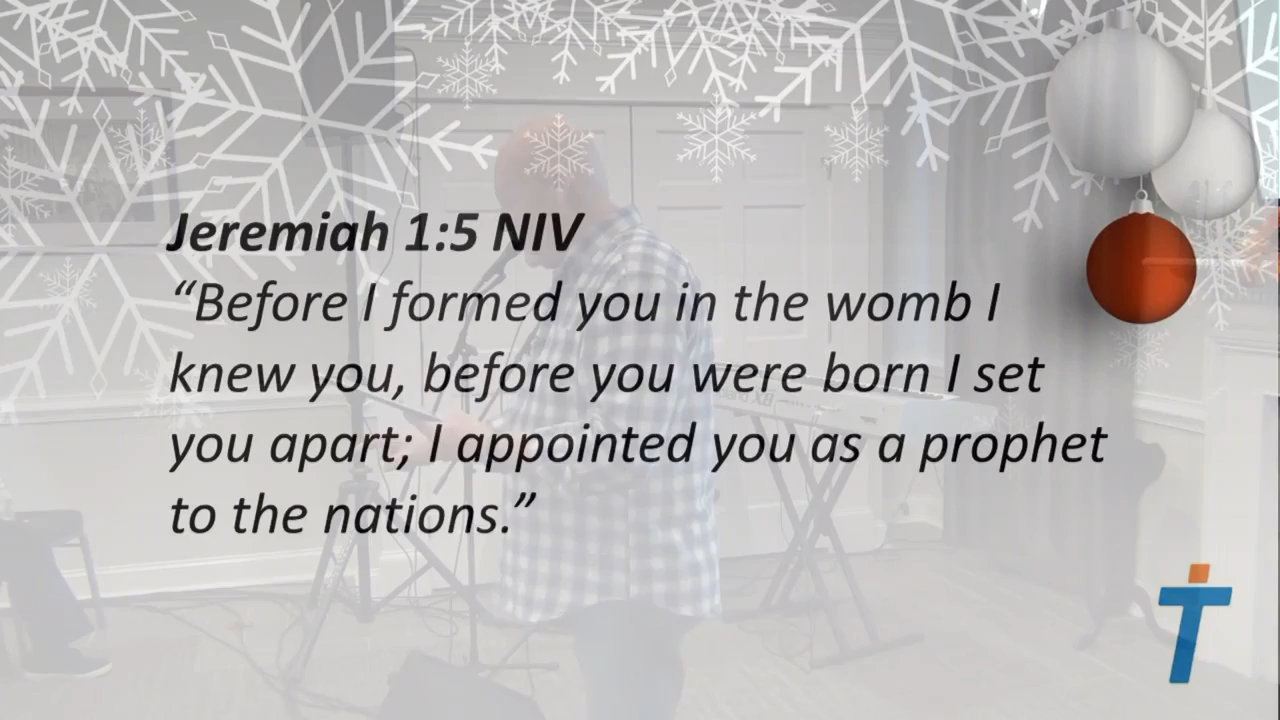 Jeremiah 1:5 NIV
“Before I formed you in the womb I
knew you, before you were born I set
you apart; I appointed you as a prophet
to the nations.”